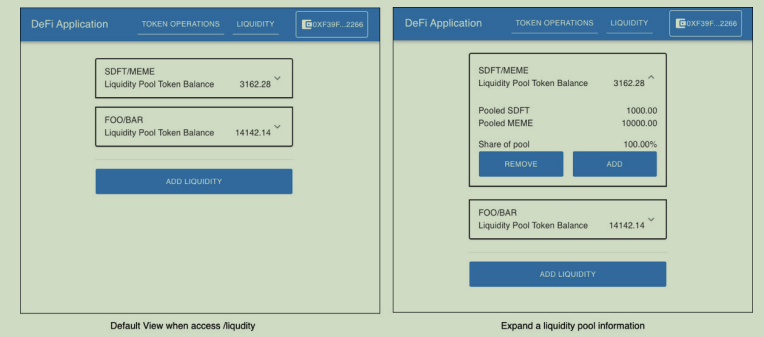 DeFi Application TOKEN OPERATIONS LIQUIDITY 0XF39F...2266
SDFT/MEME
Liquidity Pool Token Balance 3162.28
FOO/BAR
Liquidity Pool Token Balance 14142.14
ADD LIQUIDITY
Default View when access /liqudity
DeFi Application TOKEN OPERATIONS LIQUIDITY 0XF39F...2266
SDFT/MEME
Liquidity Pool Token Balance 3162.28
Pooled SDFT 1000.00
Pooled MEME 10000.00
Share of pool 100.00%
REMOVE ADD
FOO/BAR
Liquidity Pool Token Balance 14142.14
ADD LIQUIDITY
Expand a liquidity pool information